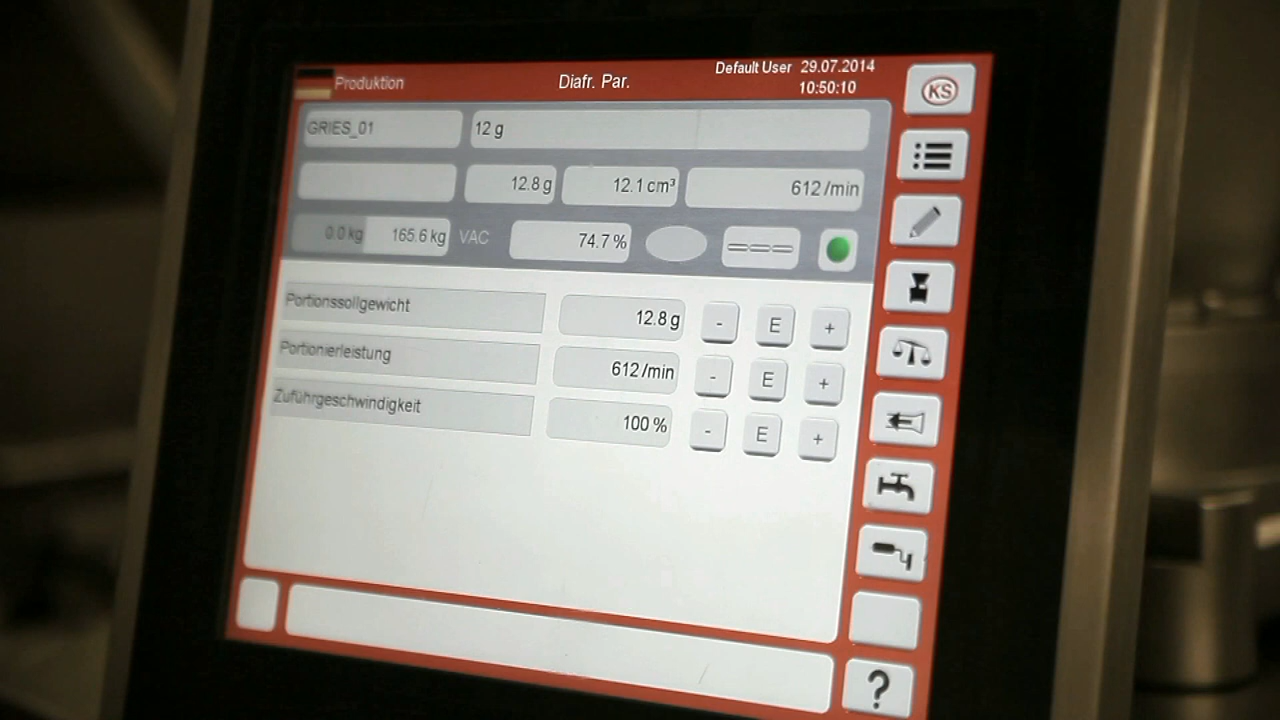 Produktion Diafr. Par. Default User 29.07.2014
10:50:10
KS
GRIES_01 12 g
12.8 g 12.1 cm³ 612 /min
0.0 kg 165.6 kg VAC 74.7 %
Portionssollgewicht 12.8 g - E +
Portionierleistung 612 /min - E +
Zuführgeschwindigkeit 100 % - E +
?